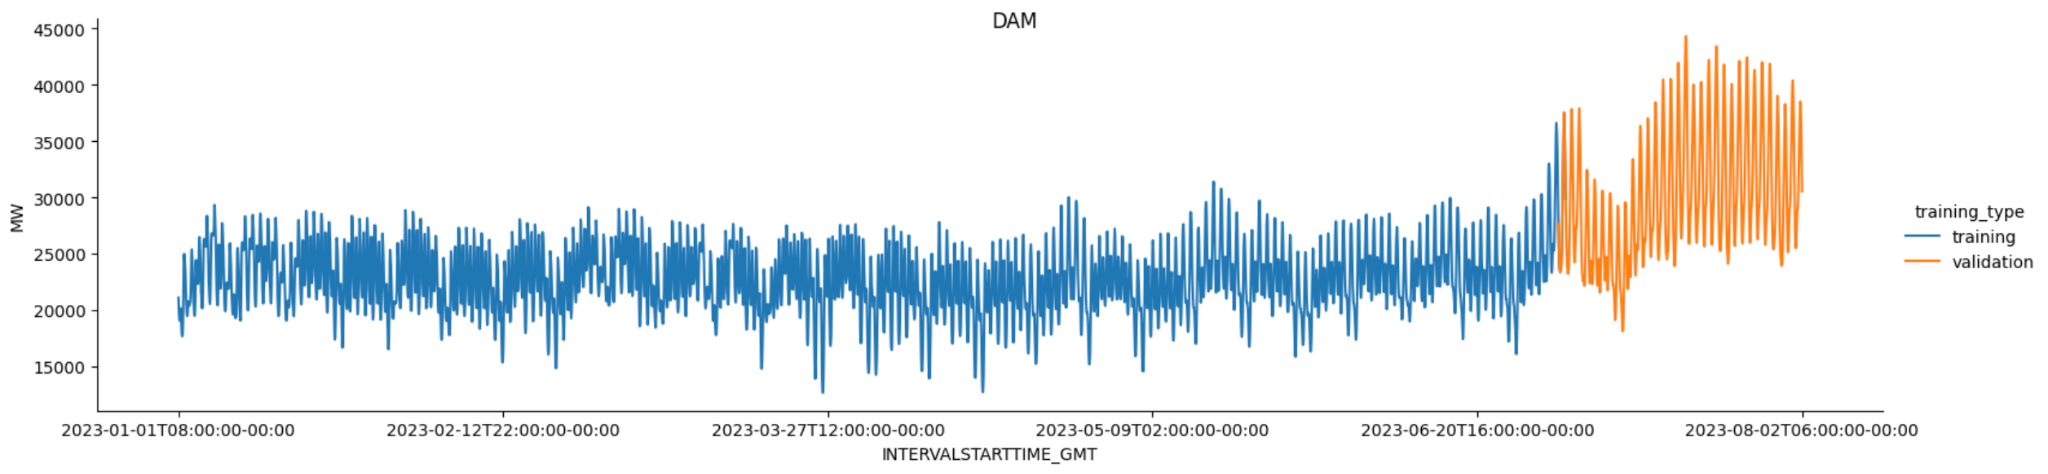 DAM
45000
40000
35000
30000
25000
20000
15000
MW
2023-01-01T08:00:00-00:00
2023-02-12T22:00:00-00:00
2023-03-27T12:00:00-00:00
2023-05-09T02:00:00-00:00
2023-06-20T16:00:00-00:00
2023-08-02T06:00:00-00:00
INTERVALSTARTTIME_GMT
training_type
training
validation